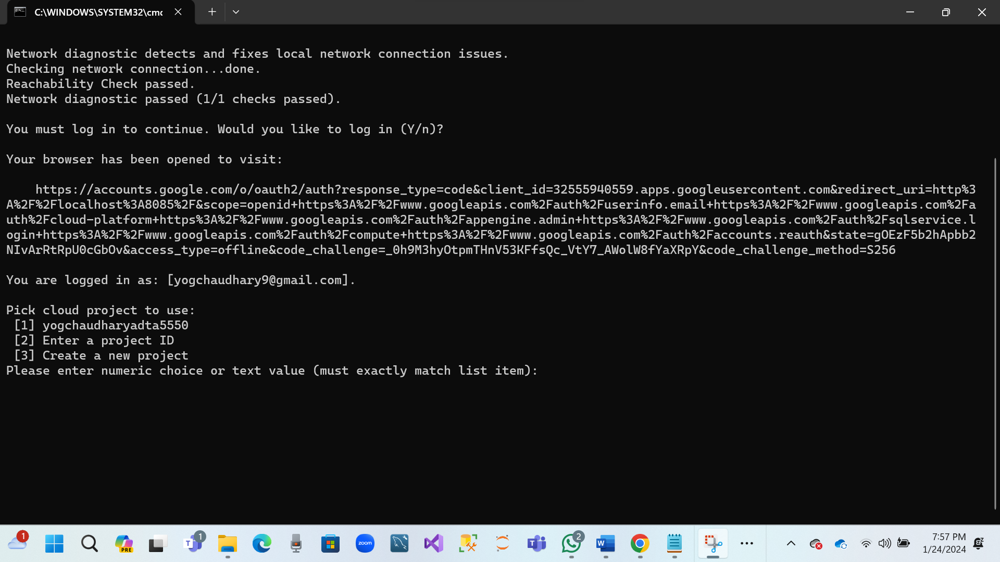 C:\WINDOWS\SYSTEM32\cmc
Network diagnostic detects and fixes local network connection issues.
Checking network connection...done.
Reachability Check passed.
Network diagnostic passed (1/1 checks passed).
You must log in to continue. Would you like to log in (Y/n)?
Your browser has been opened to visit:
https://accounts.google.com/o/oauth2/auth?response_type=code&client_id=32555940559.apps.googleusercontent.com&redirect_uri=http%3
A%2F%2Flocalhost%3A8085%2F&scope=openid+https%3A%2F%2Fwww.googleapis.com%2Fauth%2Fuserinfo.email+https%3A%2F%2Fwww.googleapis.com%2Fa
uth%2Fcloud-platform+https%3A%2F%2Fwww.googleapis.com%2Fauth%2Fappengine.admin+https%3A%2F%2Fwww.googleapis.com%2Fauth%2Fsqlservice.l
ogin+https%3A%2F%2Fwww.googleapis.com%2Fauth%2Fcompute+https%3A%2F%2Fwww.googleapis.com%2Fauth%2Faccounts.reauth&state=gOEzF5b2hApbb2
NIvArRtRpU0cGbOv&access_type=offline&code_challenge=_0h9M3hyOtpmTHnV53KFfsQc_VtY7_AWolW8fYaXRpY&code_challenge_method=S256
You are logged in as: [yogchaudhary9@gmail.com].
Pick cloud project to use:
[1] yogchaudharyadta5550
[2] Enter a project ID
[3] Create a new project
Please enter numeric choice or text value (must exactly match list item):
1
PRE
T
1
zoom
T
2
W
7:57 PM
1/24/2024